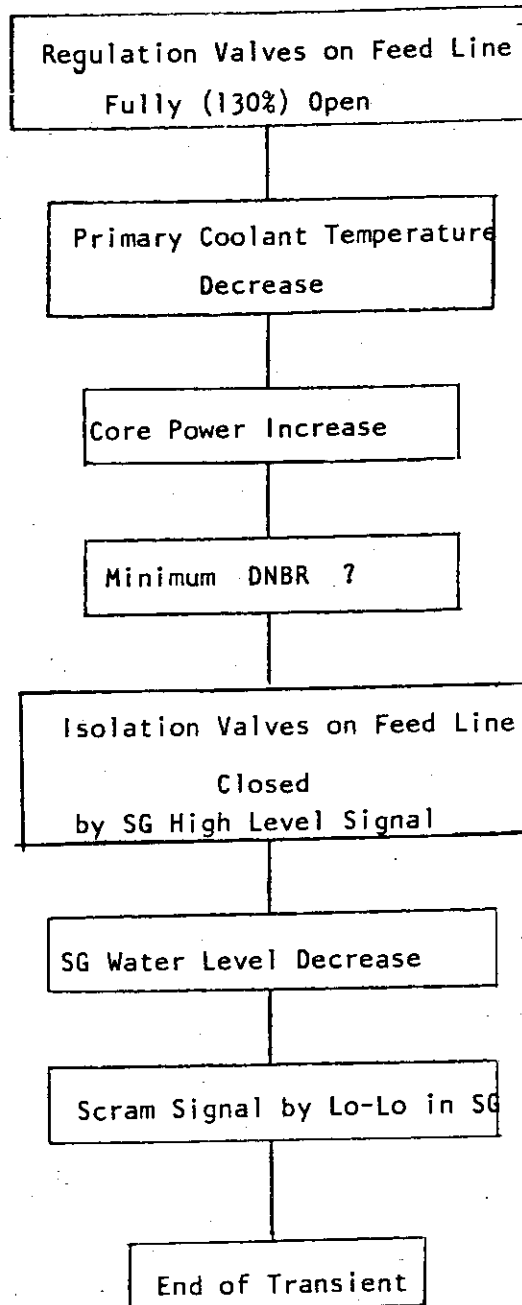 Regulation Valves on Feed Line
Fully (130%) Open
Primary Coolant Temperature
Decrease
Core Power Increase
Minimum DNBR ?
Isolation Valves on Feed Line
Closed
by SG High Level Signal
SG Water Level Decrease
Scram Signal by Lo-Lo in SG
End of Transient